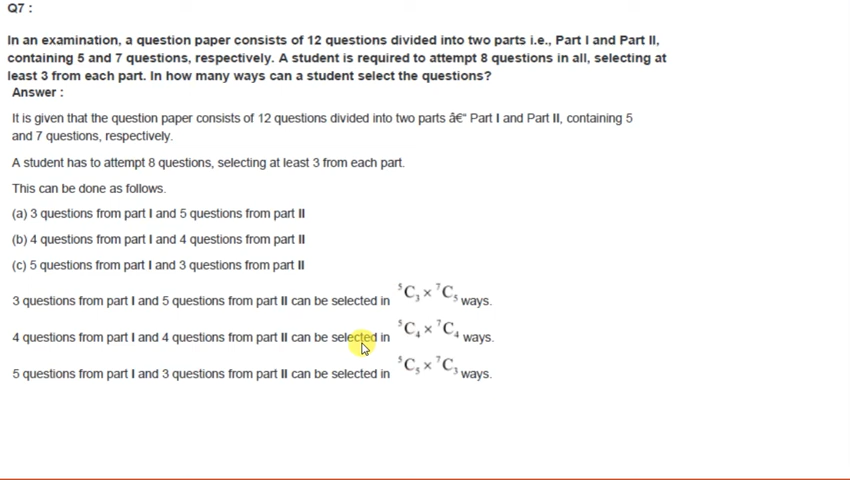 Q7 :
In an examination, a question paper consists of 12 questions divided into two parts i.e., Part I and Part II,
containing 5 and 7 questions, respectively. A student is required to attempt 8 questions in all, selecting at
least 3 from each part. In how many ways can a student select the questions?
Answer :
It is given that the question paper consists of 12 questions divided into two parts â€“ Part I and Part II, containing 5
and 7 questions, respectively.
A student has to attempt 8 questions, selecting at least 3 from each part.
This can be done as follows.
(a) 3 questions from part I and 5 questions from part II
(b) 4 questions from part I and 4 questions from part II
(c) 5 questions from part I and 3 questions from part II
3 questions from part I and 5 questions from part II can be selected in ⁵C₃ × ⁷C₅ ways.
4 questions from part I and 4 questions from part II can be selected in ⁵C₄ × ⁷C₄ ways.
5 questions from part I and 3 questions from part II can be selected in ⁵C₅ × ⁷C₃ ways.